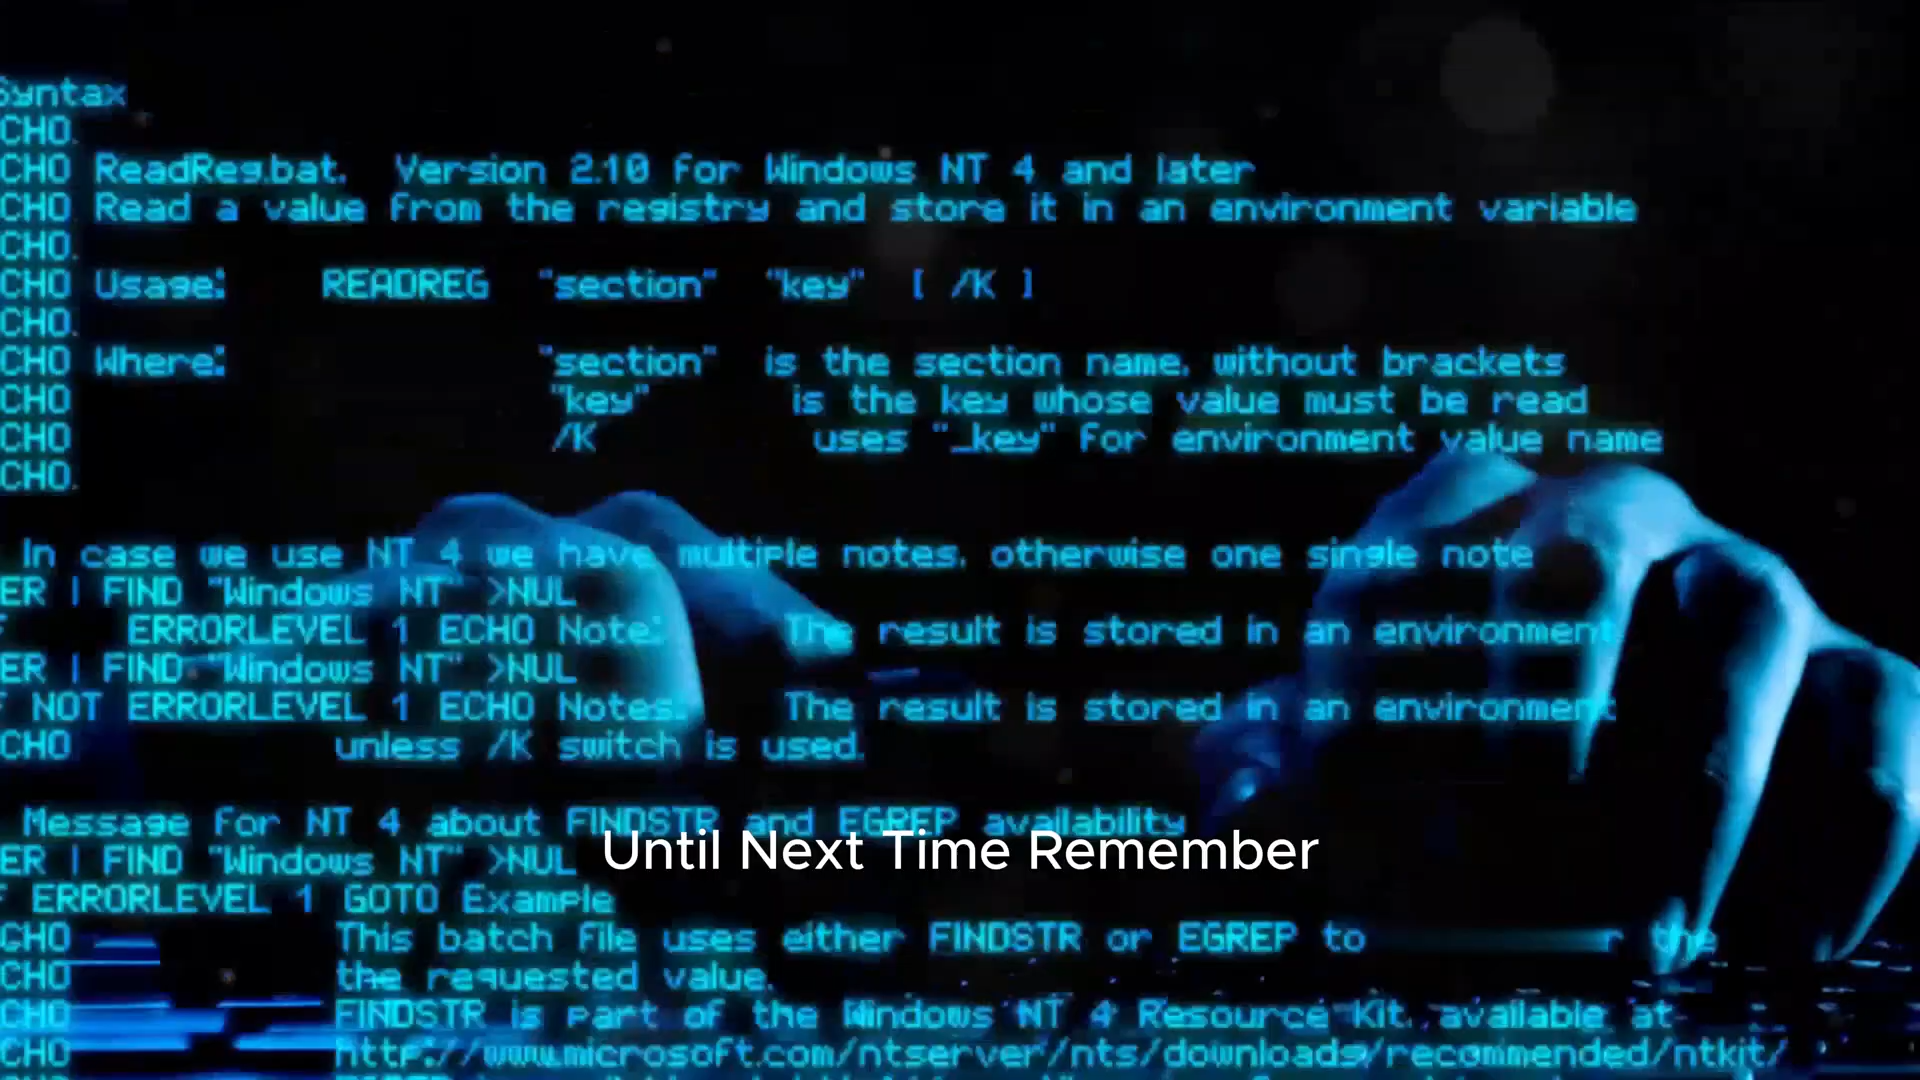 Syntax
CHO.
CHO ReadReg.bat. Version 2.10 for Windows NT 4 and later
CHO Read a value from the registry and store it in an environment variable
CHO.
CHO Usage: READREG "section" "key" [ /K ]
CHO.
CHO Where: "section" is the section name, without brackets
CHO "key" is the key whose value must be read
CHO /K uses "_key" for environment value name
CHO.
In case we use NT 4 we have multiple notes, otherwise one single note
ER | FIND "Windows NT" >NUL
ERRORLEVEL 1 ECHO Note: The result is stored in an environment
ER | FIND "Windows NT" >NUL
F NOT ERRORLEVEL 1 ECHO Notes: The result is stored in an environment
CHO unless /K switch is used.
Message for NT 4 about FINDSTR and EGREP availability
Until Next Time Remember
ER | FIND "Windows NT" >NUL
F ERRORLEVEL 1 GOTO Example
CHO This batch file uses either FINDSTR or EGREP to the
CHO the requested value.
CHO FINDSTR is part of the Windows NT 4 Resource Kit, available at
CHO http://www.microsoft.com/ntserver/nts/downloads/recommended/ntkit/